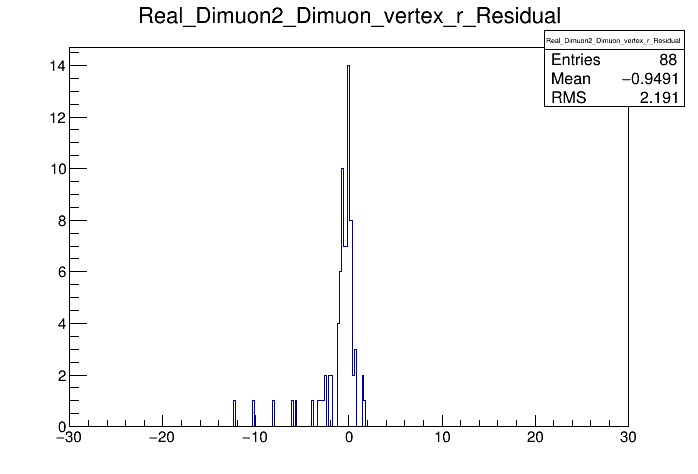 Real_Dimuon2_Dimuon_vertex_r_Residual
Real_Dimuon2_Dimuon_vertex_r_Residual
Entries 88
Mean −0.9491
RMS 2.191
14
12
10
8
6
4
2
0
−30 −20 −10 0 10 20 30